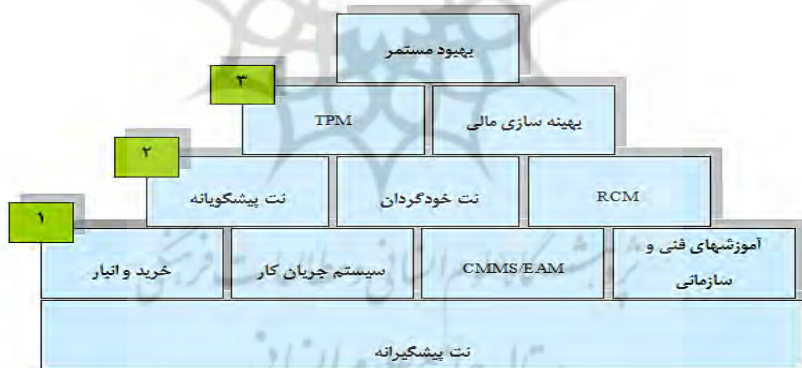 بهبود مستمر
۳
TPM
بهینه سازی مالی
۲
نت پیشگویانه
نت خودگردان
RCM
۱
خرید و انبار
سیستم جریان کار
CMMS/EAM
آموزشهای فنی و
سازمانی
نت پیشگیرانه